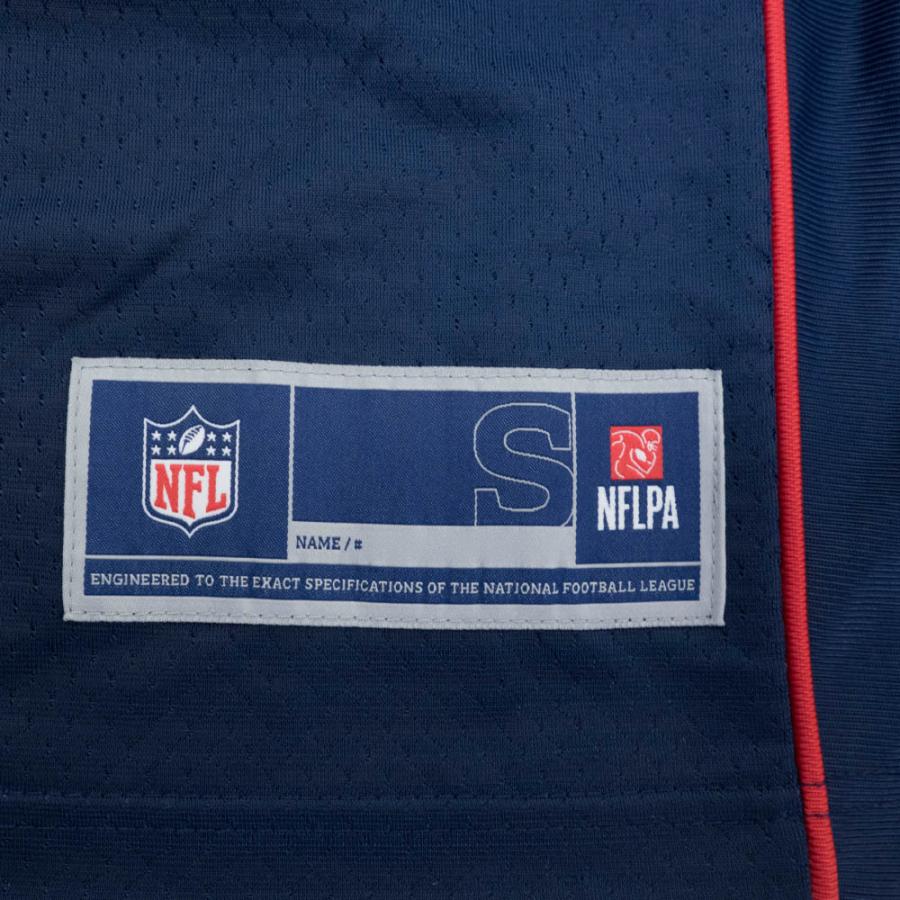 NFL
S
NFLPA
NAME / #
ENGINEERED TO THE EXACT SPECIFICATIONS OF THE NATIONAL FOOTBALL LEAGUE